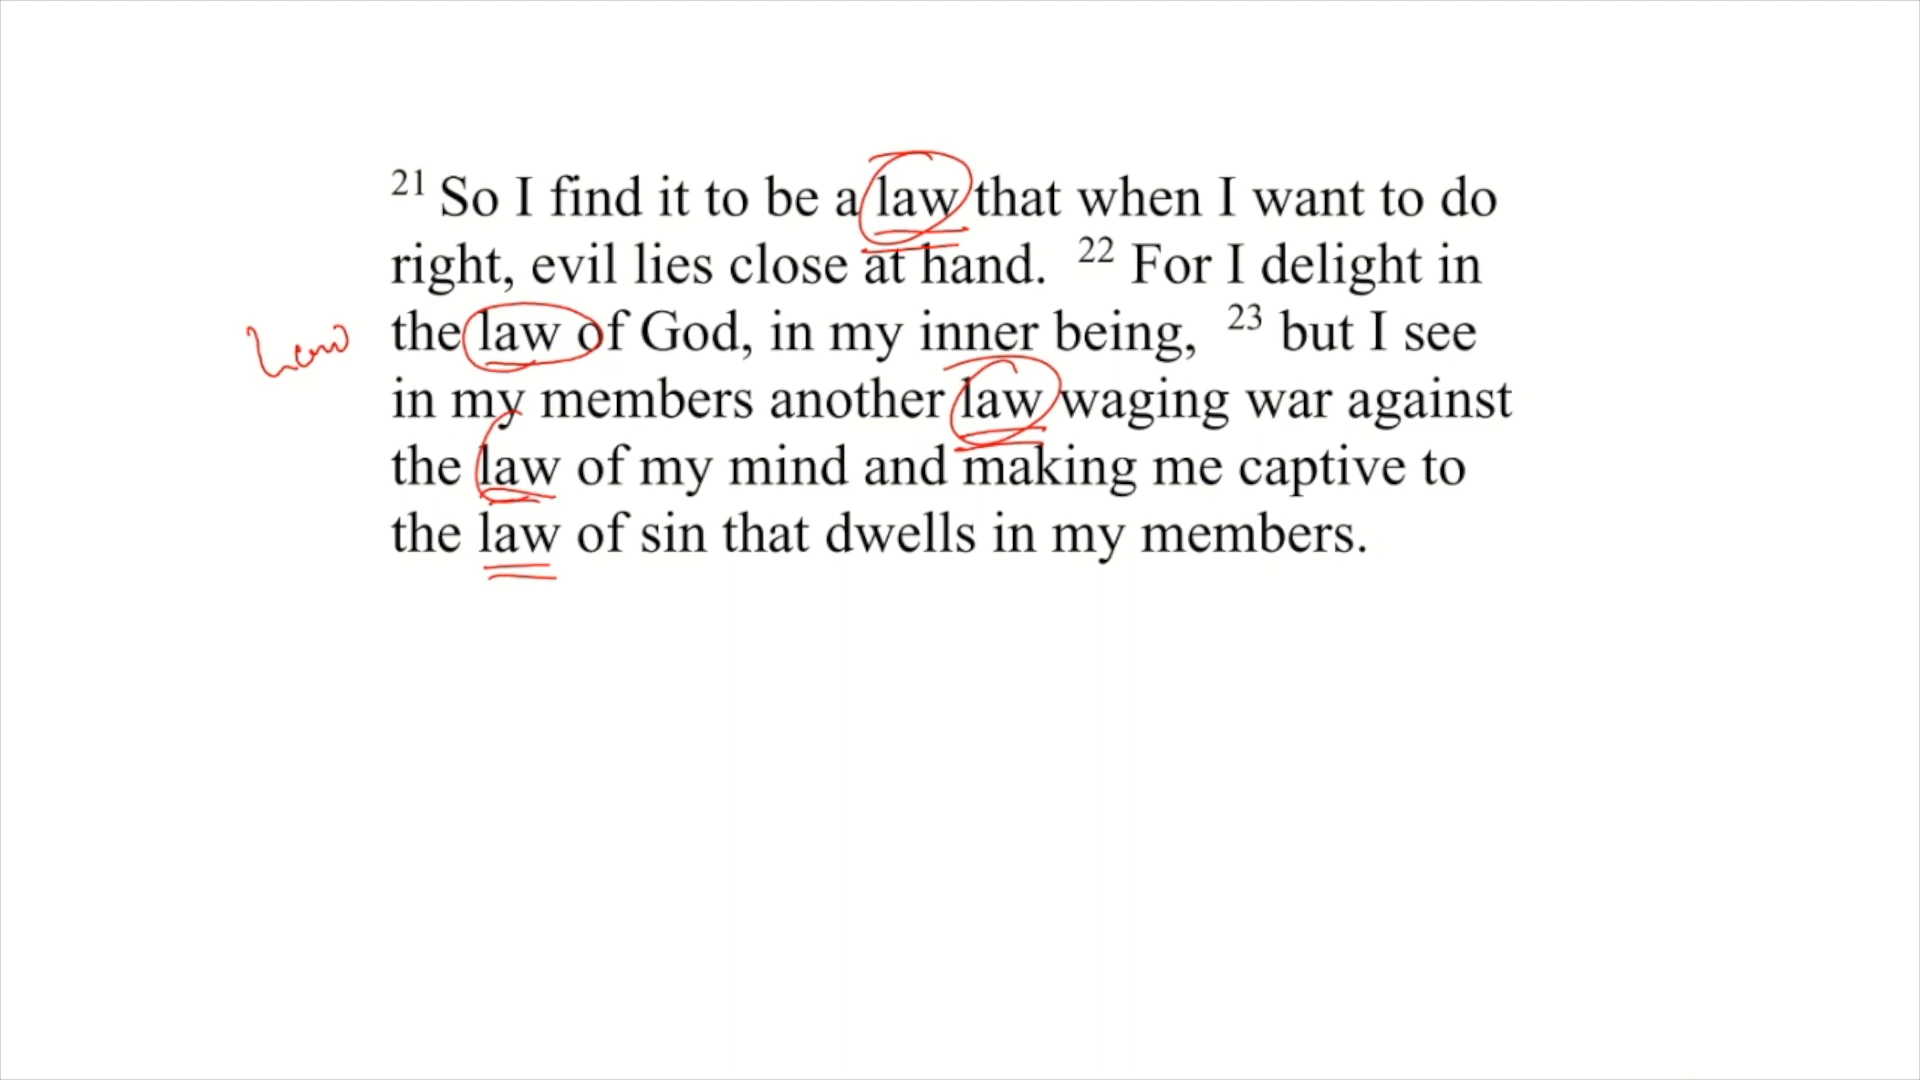 21 So I find it to be a law that when I want to do
right, evil lies close at hand. 22 For I delight in
Law the law of God, in my inner being, 23 but I see
in my members another law waging war against
the law of my mind and making me captive to
the law of sin that dwells in my members.